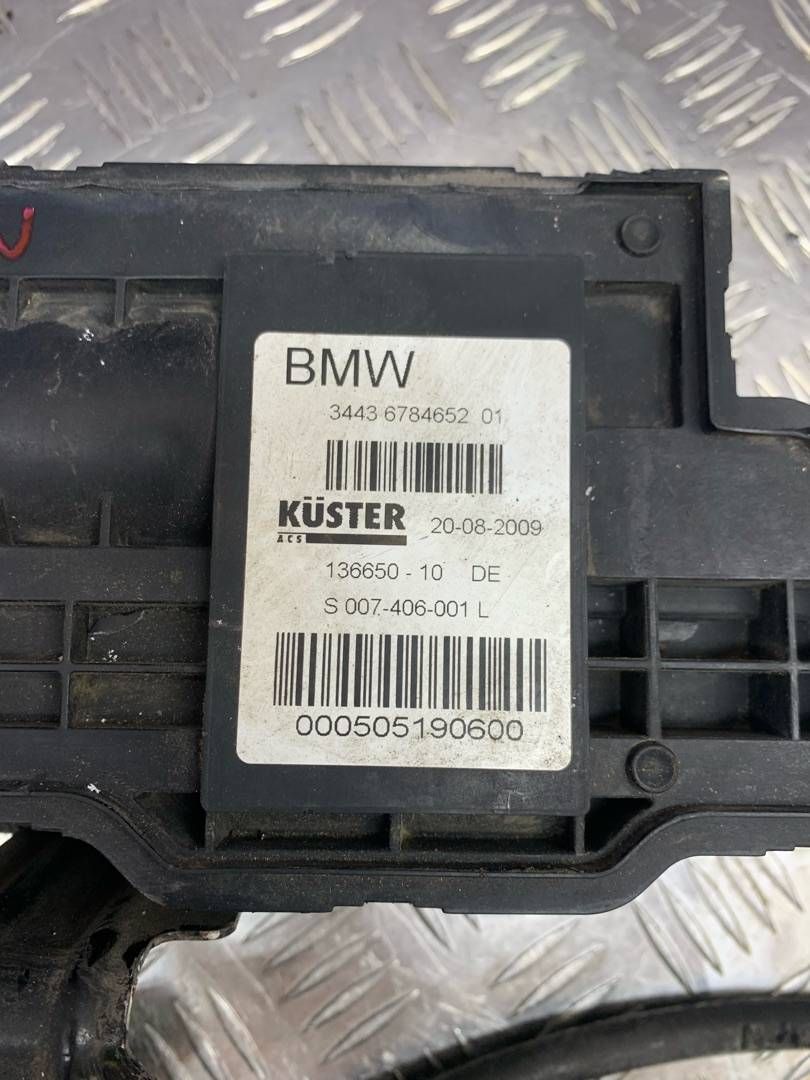 BMW
3443 6784652 01
KÜSTER 20-08-2009
ACS
136650 - 10 DE
S 007-406-001 L
000505190600